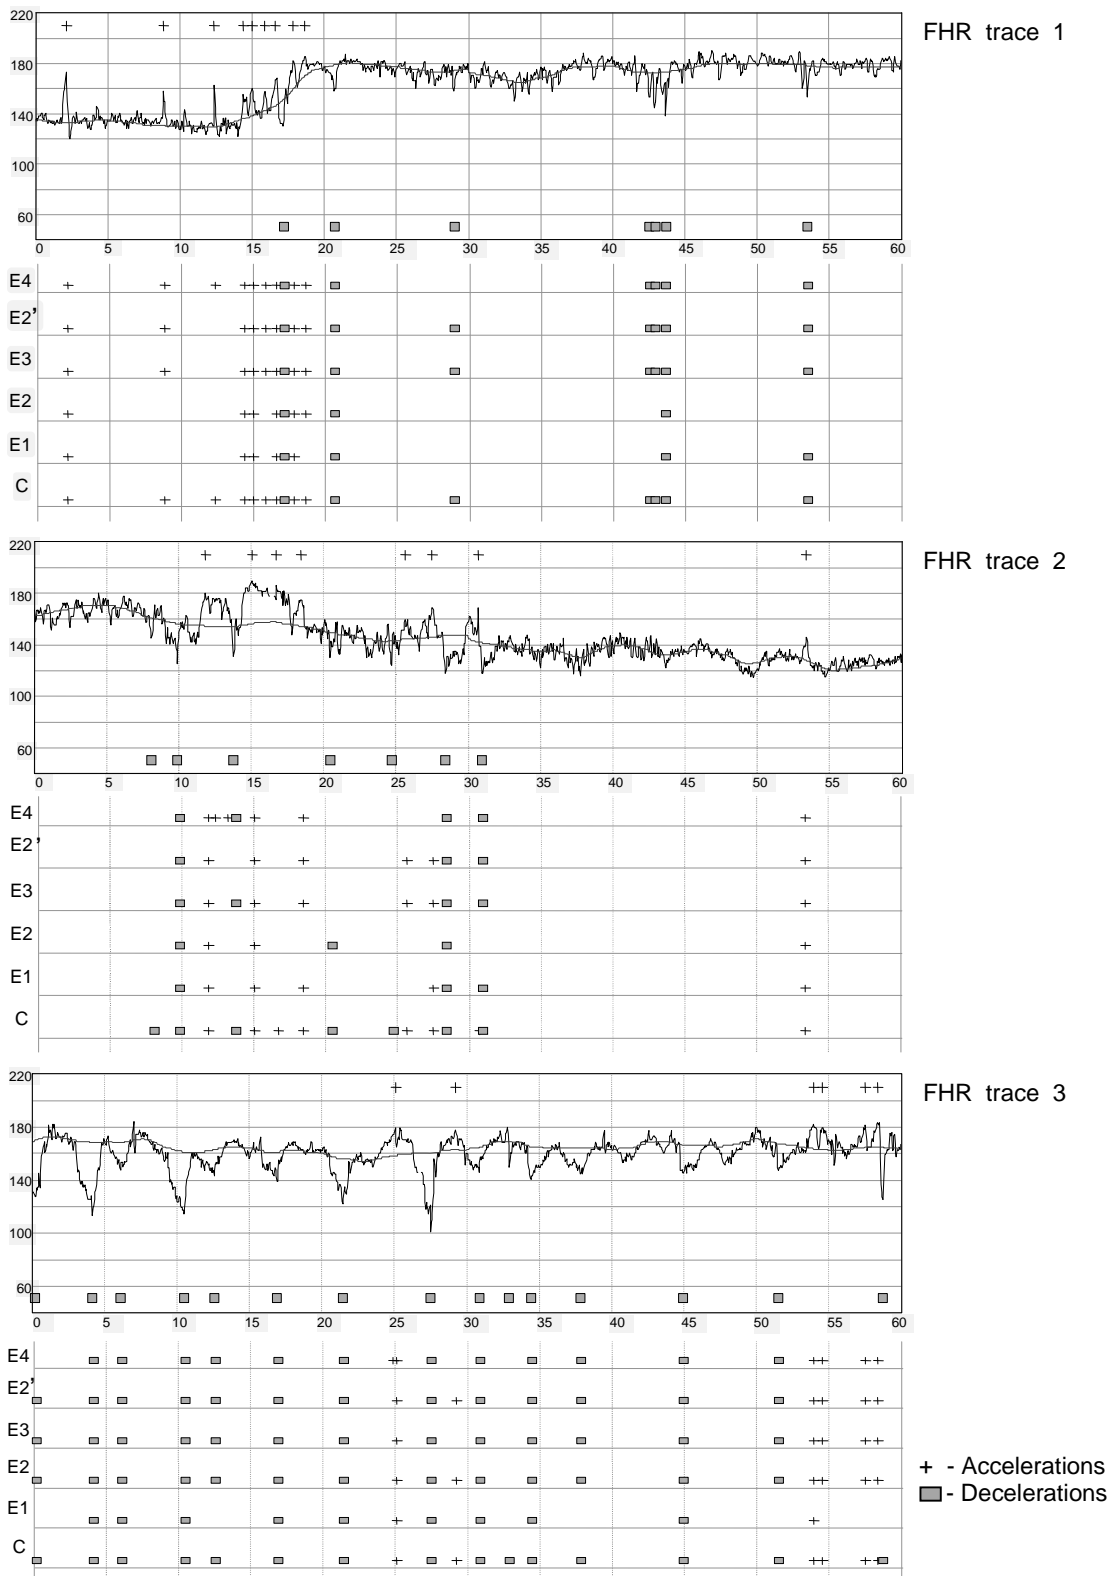 220
FHR trace 1
180
140
100
60
0 5 10 15 20 25 30 35 40 45 50 55 60
E4
E2’
E3
E2
E1
C
220
FHR trace 2
180
140
100
60
0 5 10 15 20 25 30 35 40 45 50 55 60
E4
E2’
E3
E2
E1
C
220
FHR trace 3
180
140
100
60
0 5 10 15 20 25 30 35 40 45 50 55 60
E4
E2’
E3
E2
+ - Accelerations
- Decelerations
E1
C